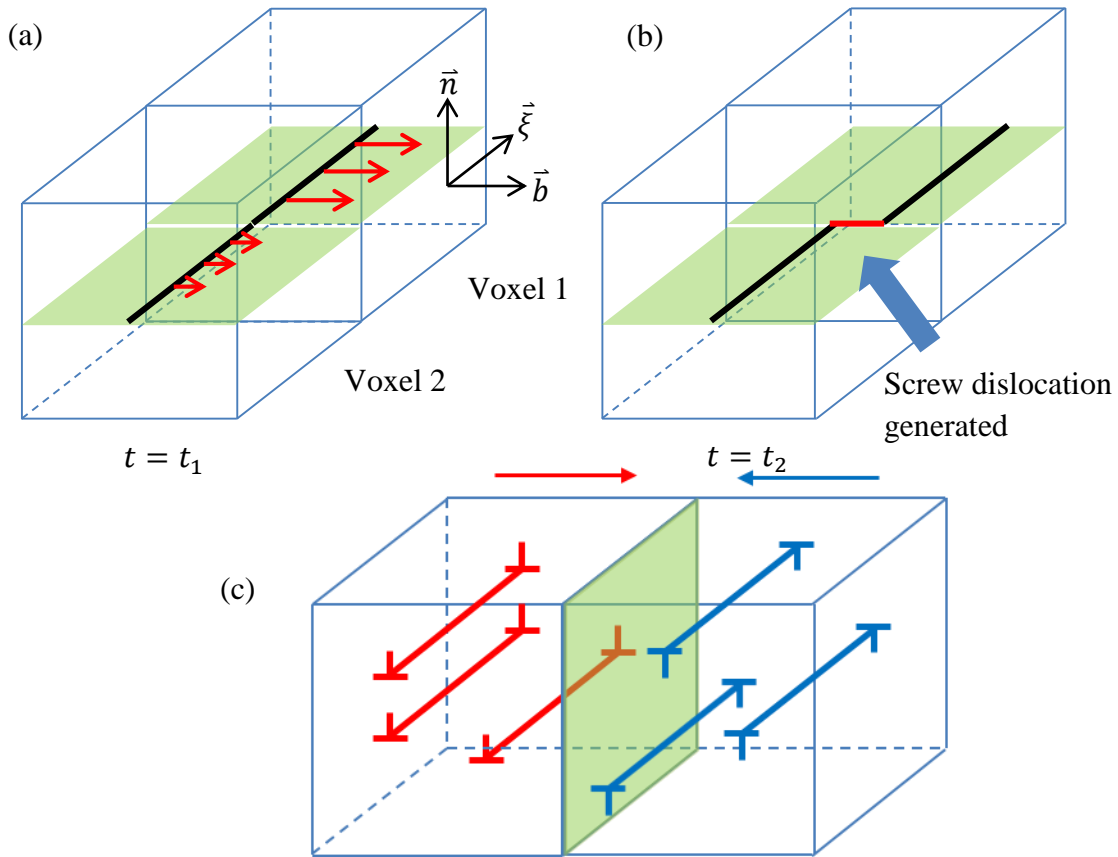 (a)
(b)
n⃗
ξ⃗
b⃗
Voxel 1
Voxel 2
Screw dislocation
generated
t = t₁
t = t₂
(c)